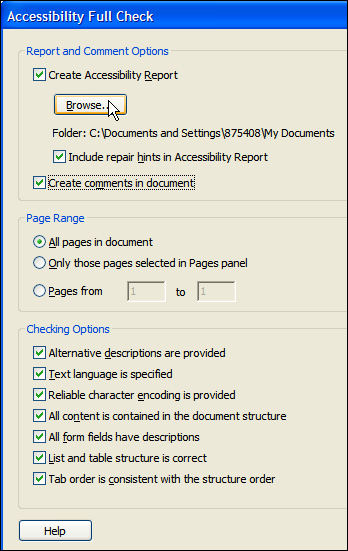 Accessibility Full Check
Report and Comment Options
Create Accessibility Report
Browse...
Folder: C:\Documents and Settings\875408\My Documents
Include repair hints in Accessibility Report
Create comments in document
Page Range
All pages in document
Only those pages selected in Pages panel
Pages from 1 to 1
Checking Options
Alternative descriptions are provided
Text language is specified
Reliable character encoding is provided
All content is contained in the document structure
All form fields have descriptions
List and table structure is correct
Tab order is consistent with the structure order
Help